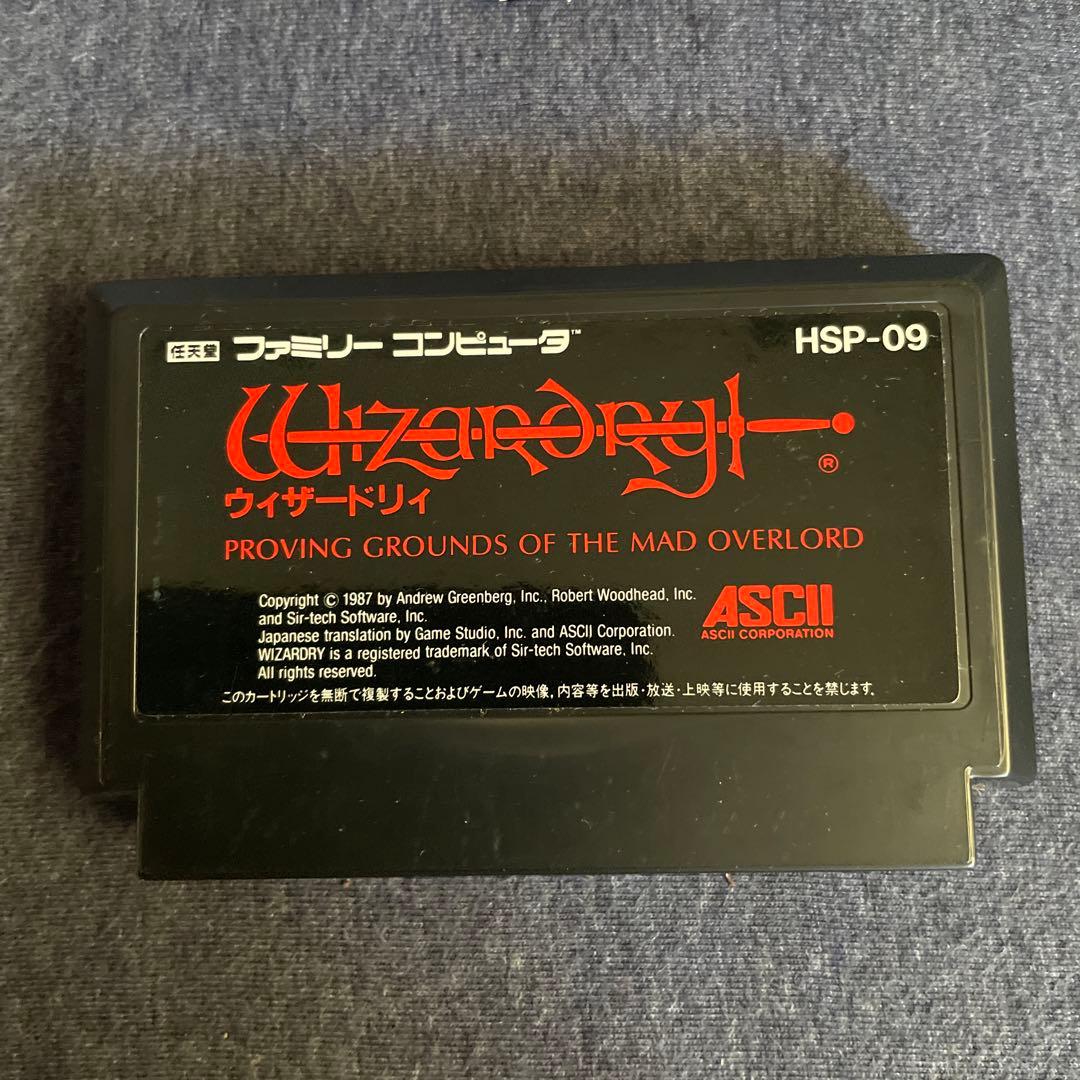 任天堂 ファミリー コンピュータ™ HSP-09
Wizardry ®
ウィザードリィ
PROVING GROUNDS OF THE MAD OVERLORD
Copyright © 1987 by Andrew Greenberg, Inc., Robert Woodhead, Inc.
and Sir-tech Software, Inc.
Japanese translation by Game Studio, Inc. and ASCII Corporation.
WIZARDRY is a registered trademark of Sir-tech Software, Inc.
All rights reserved.
ASCII
ASCII CORPORATION
このカートリッジを無断で複製することおよびゲームの映像、内容等を出版・放送・上映等に使用することを禁じます。